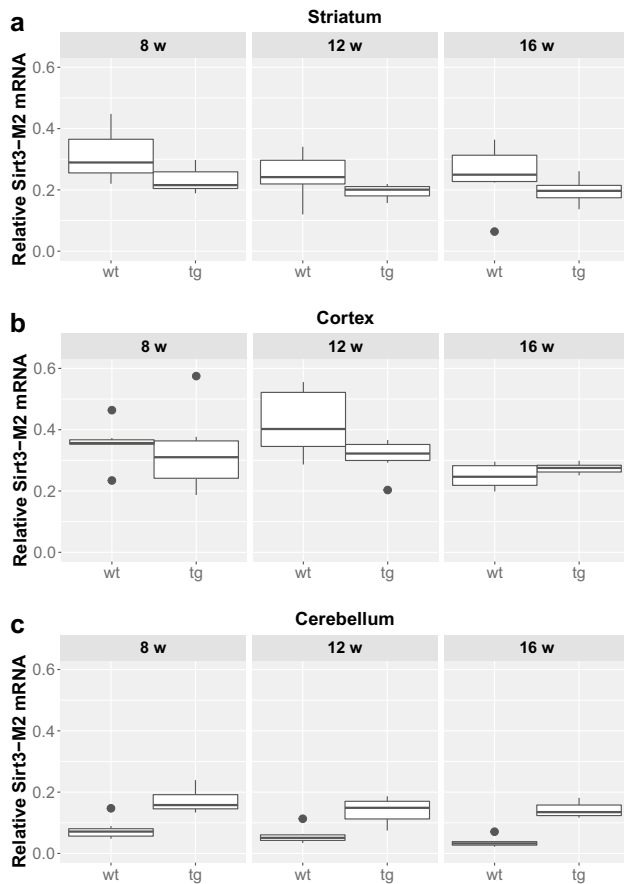 a
Striatum
8 w 12 w 16 w
Relative Sirt3−M2 mRNA
0.6
0.4
0.2
0.0
wt tg wt tg wt tg
b
Cortex
8 w 12 w 16 w
Relative Sirt3−M2 mRNA
0.6
0.4
0.2
0.0
wt tg wt tg wt tg
c
Cerebellum
8 w 12 w 16 w
Relative Sirt3−M2 mRNA
0.6
0.4
0.2
0.0
wt tg wt tg wt tg